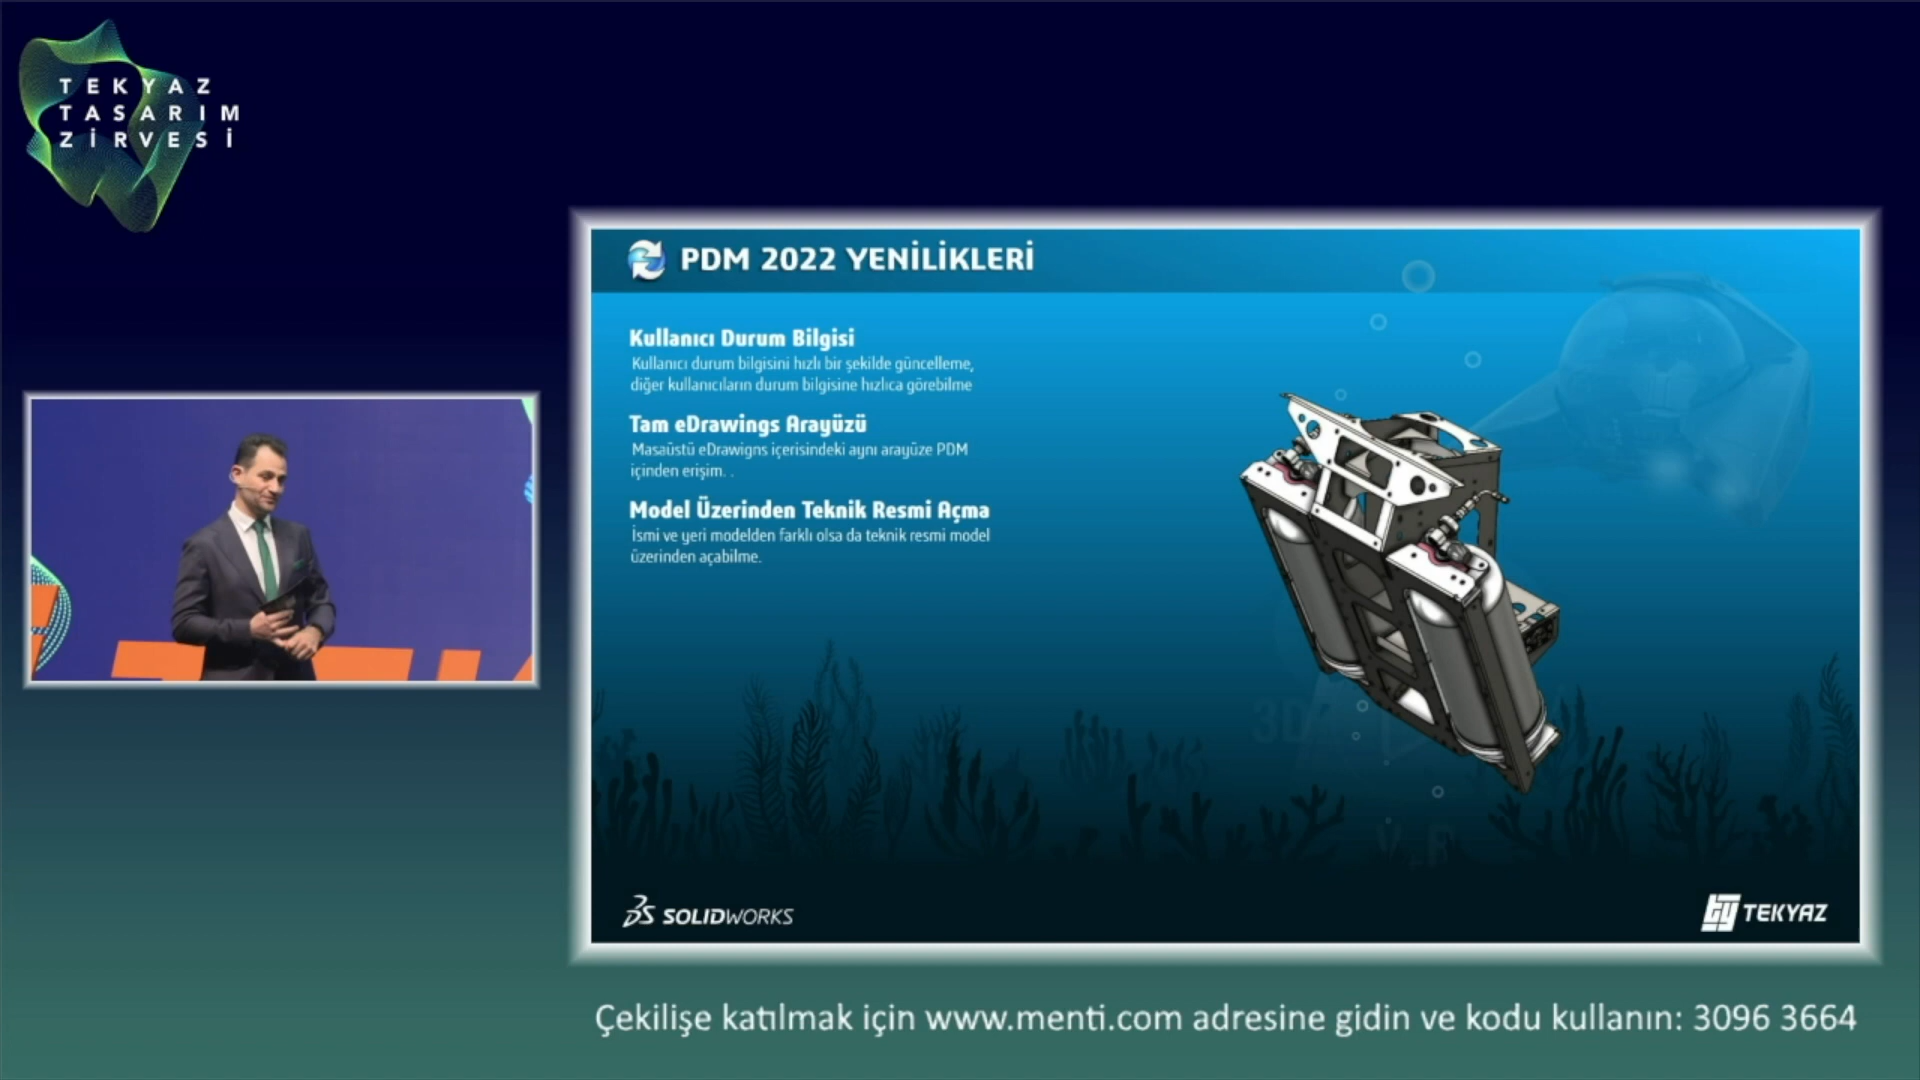 TEKYAZ
TASARIM
ZİRVESİ
PDM 2022 YENİLİKLERİ
Kullanıcı Durum Bilgisi
Kullanıcı durum bilgisini hızlı bir şekilde güncelleme,
diğer kullanıcıların durum bilgisine hızlıca görebilme
Tam eDrawings Arayüzü
Masaüstü eDrawigns içerisindeki aynı arayüze PDM
içinden erişim. .
Model Üzerinden Teknik Resmi Açma
İsmi ve yeri modelden farklı olsa da teknik resmi model
üzerinden açabilme.
3D
V.R
3DS SOLIDWORKS
ty TEKYAZ
Çekilişe katılmak için www.menti.com adresine gidin ve kodu kullanın: 3096 3664